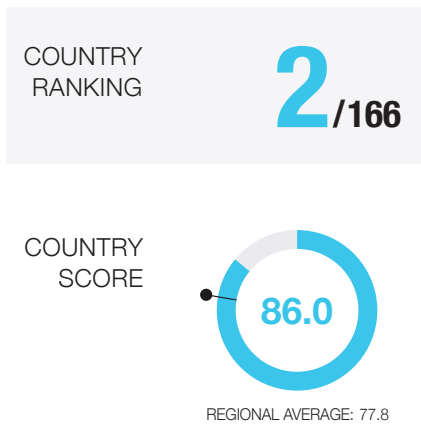 COUNTRY
RANKING
2/166
COUNTRY
SCORE
86.0
REGIONAL AVERAGE: 77.8